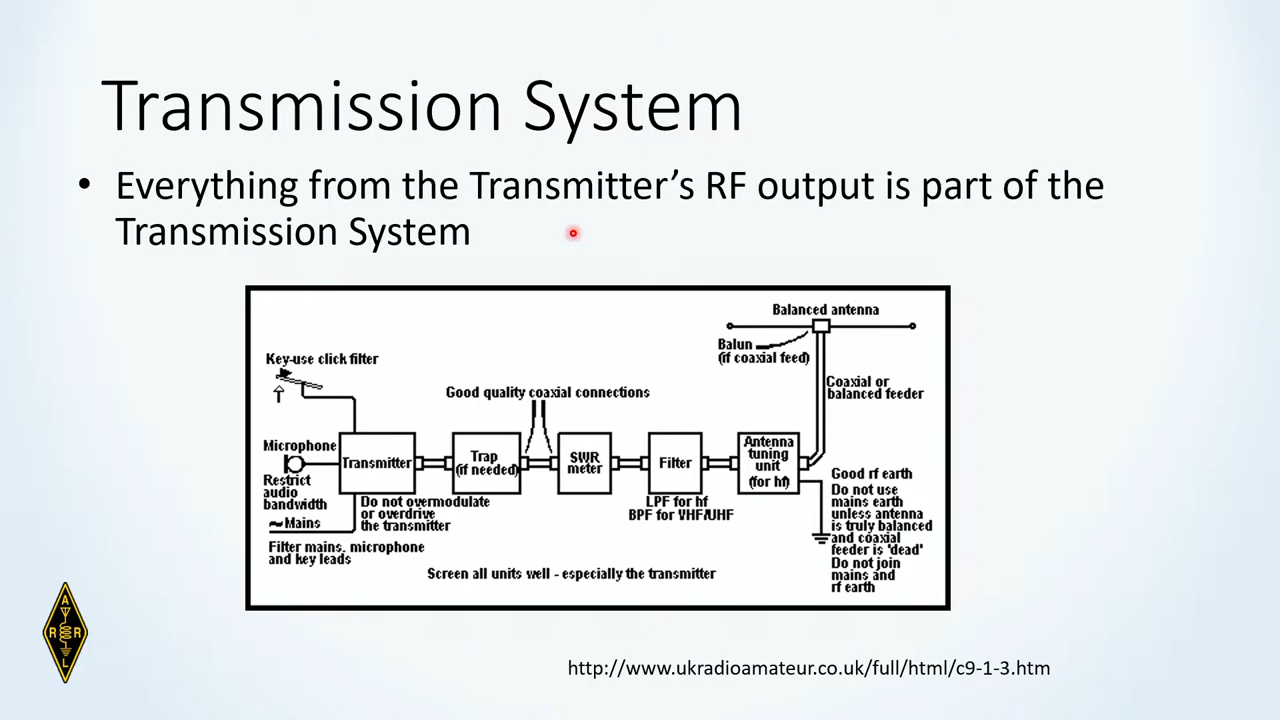 Transmission System
• Everything from the Transmitter's RF output is part of the
Transmission System
Balanced antenna
Balun
(if coaxial feed)
Key-use click filter
Coaxial or
balanced feeder
Good quality coaxial connections
Microphone
Restrict
audio
bandwidth
Mains
Filter mains, microphone
and key leads
Transmitter
Do not overmodulate
or overdrive
the transmitter
Trap
(if needed)
SWR
meter
Filter
LPF for hf
BPF for VHF/UHF
Antenna
tuning
unit
(for hf)
Good rf earth
Do not use
mains earth
unless antenna
is truly balanced
and coaxial
feeder is 'dead'
Do not join
mains and
rf earth
Screen all units well - especially the transmitter
A
R R
L
http://www.ukradioamateur.co.uk/full/html/c9-1-3.htm